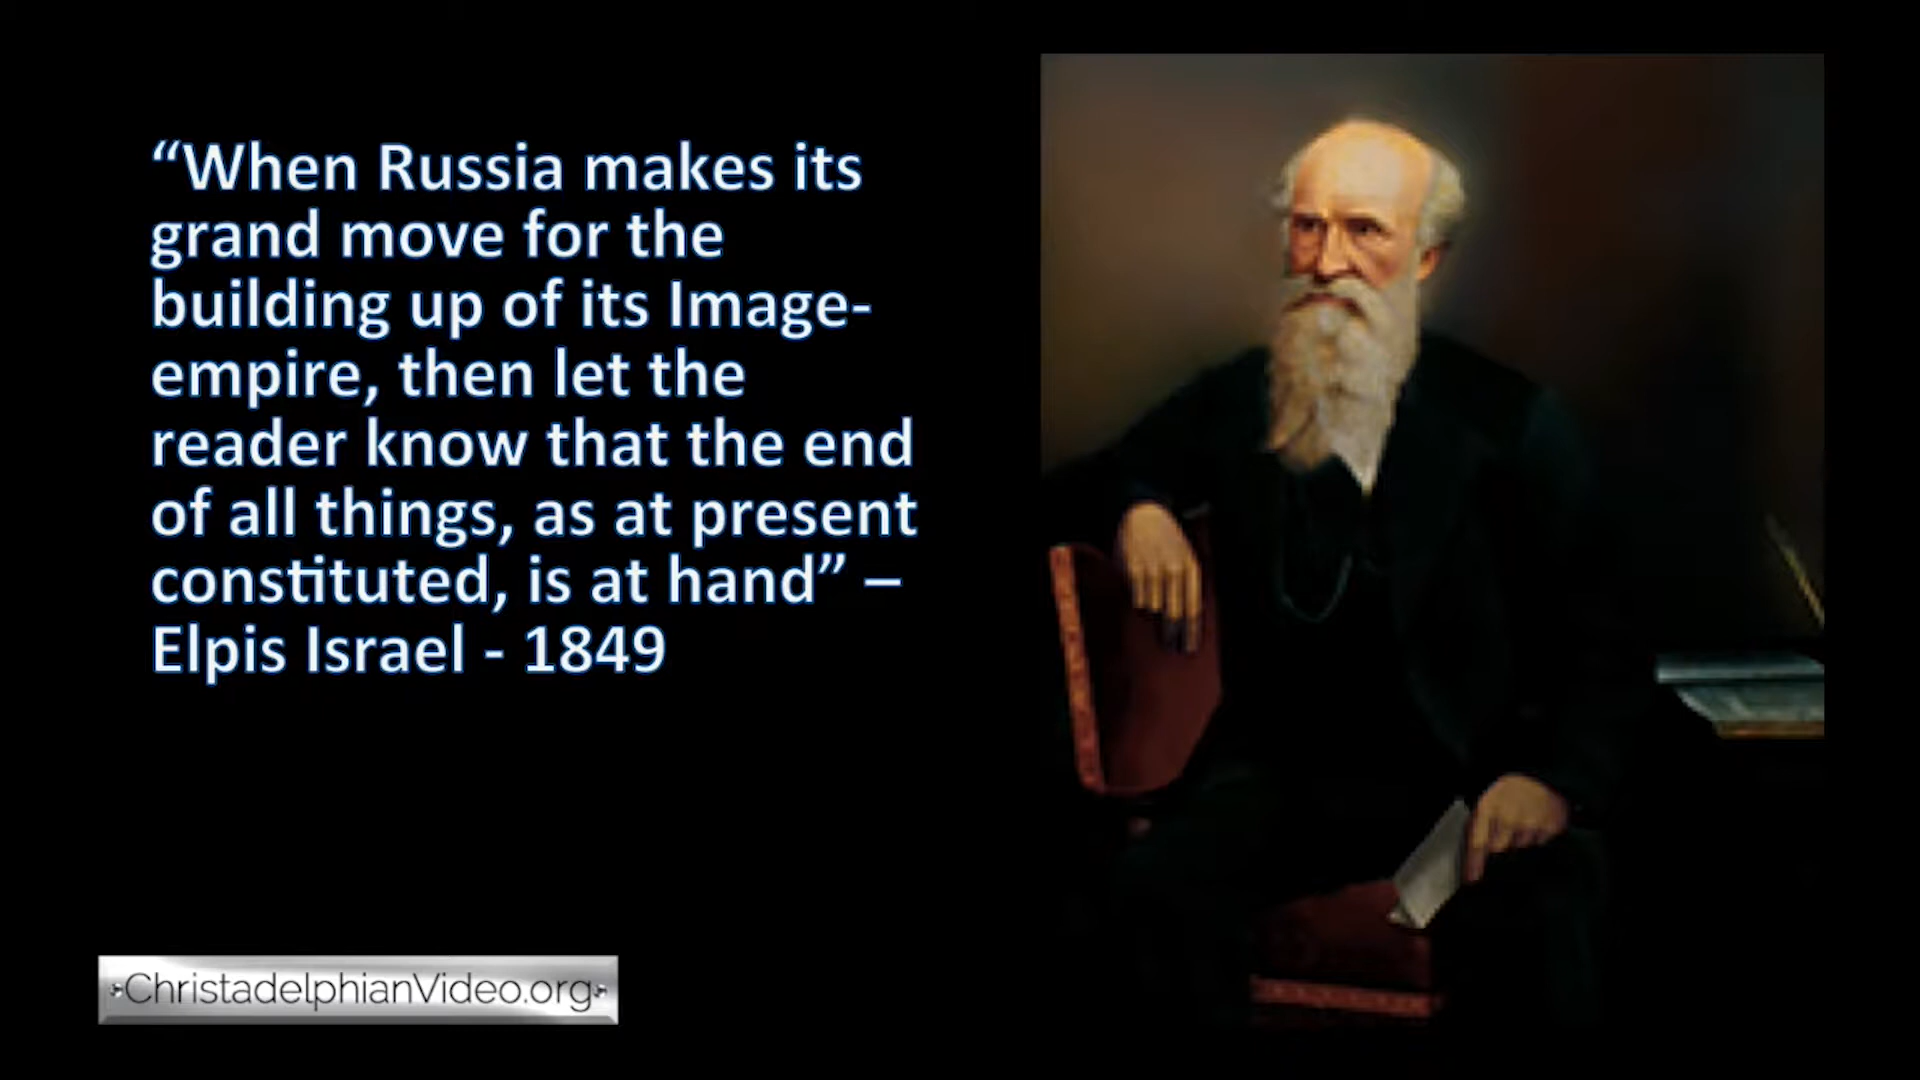 “When Russia makes its
grand move for the
building up of its Image-
empire, then let the
reader know that the end
of all things, as at present
constituted, is at hand” –
Elpis Israel - 1849
ChristadelphianVideo.org